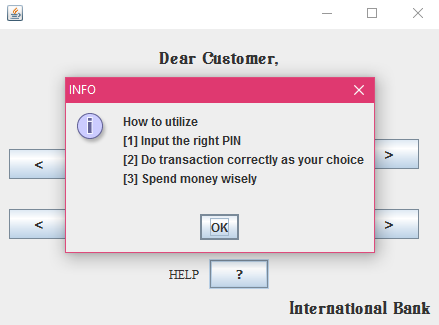 Dear Customer,
INFO
How to utilize
[1] Input the right PIN
[2] Do transaction correctly as your choice
[3] Spend money wisely
< >
< >
OK
HELP ?
International Bank